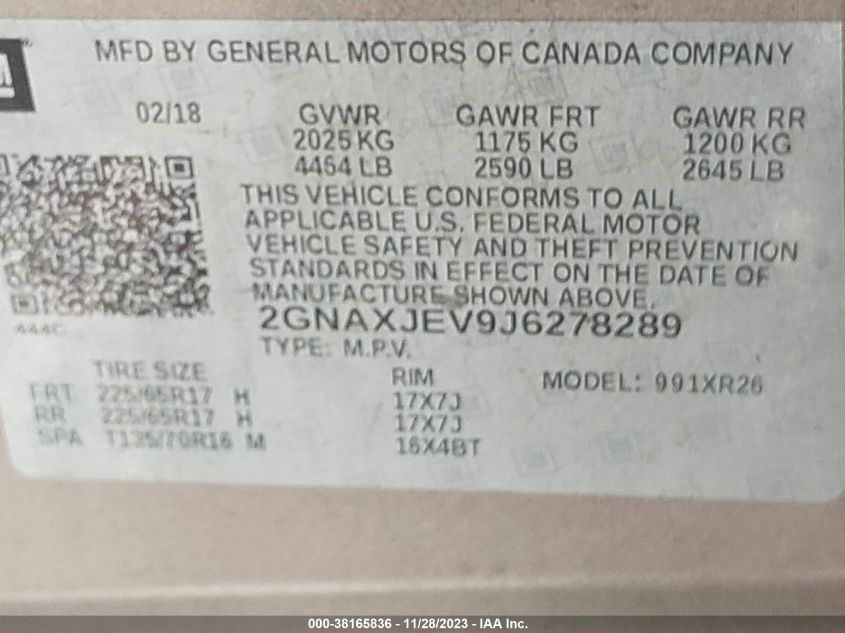 MFD BY GENERAL MOTORS OF CANADA COMPANY
02/18 GVWR GAWR FRT GAWR RR
2025 KG 1175 KG 1200 KG
4464 LB 2590 LB 2645 LB
THIS VEHICLE CONFORMS TO ALL
APPLICABLE U.S. FEDERAL MOTOR
VEHICLE SAFETY AND THEFT PREVENTION
STANDARDS IN EFFECT ON THE DATE OF
MANUFACTURE SHOWN ABOVE.
444C
2GNAXJEV9J6278289
TYPE: M.P.V.
TIRE SIZE RIM MODEL: 991XR26
FRT 225/65R17 H 17X7J
RR 225/65R17 H 17X7J
SPA T135/70R16 M 16X4BT
000-38165836 - 11/28/2023 - IAA Inc.